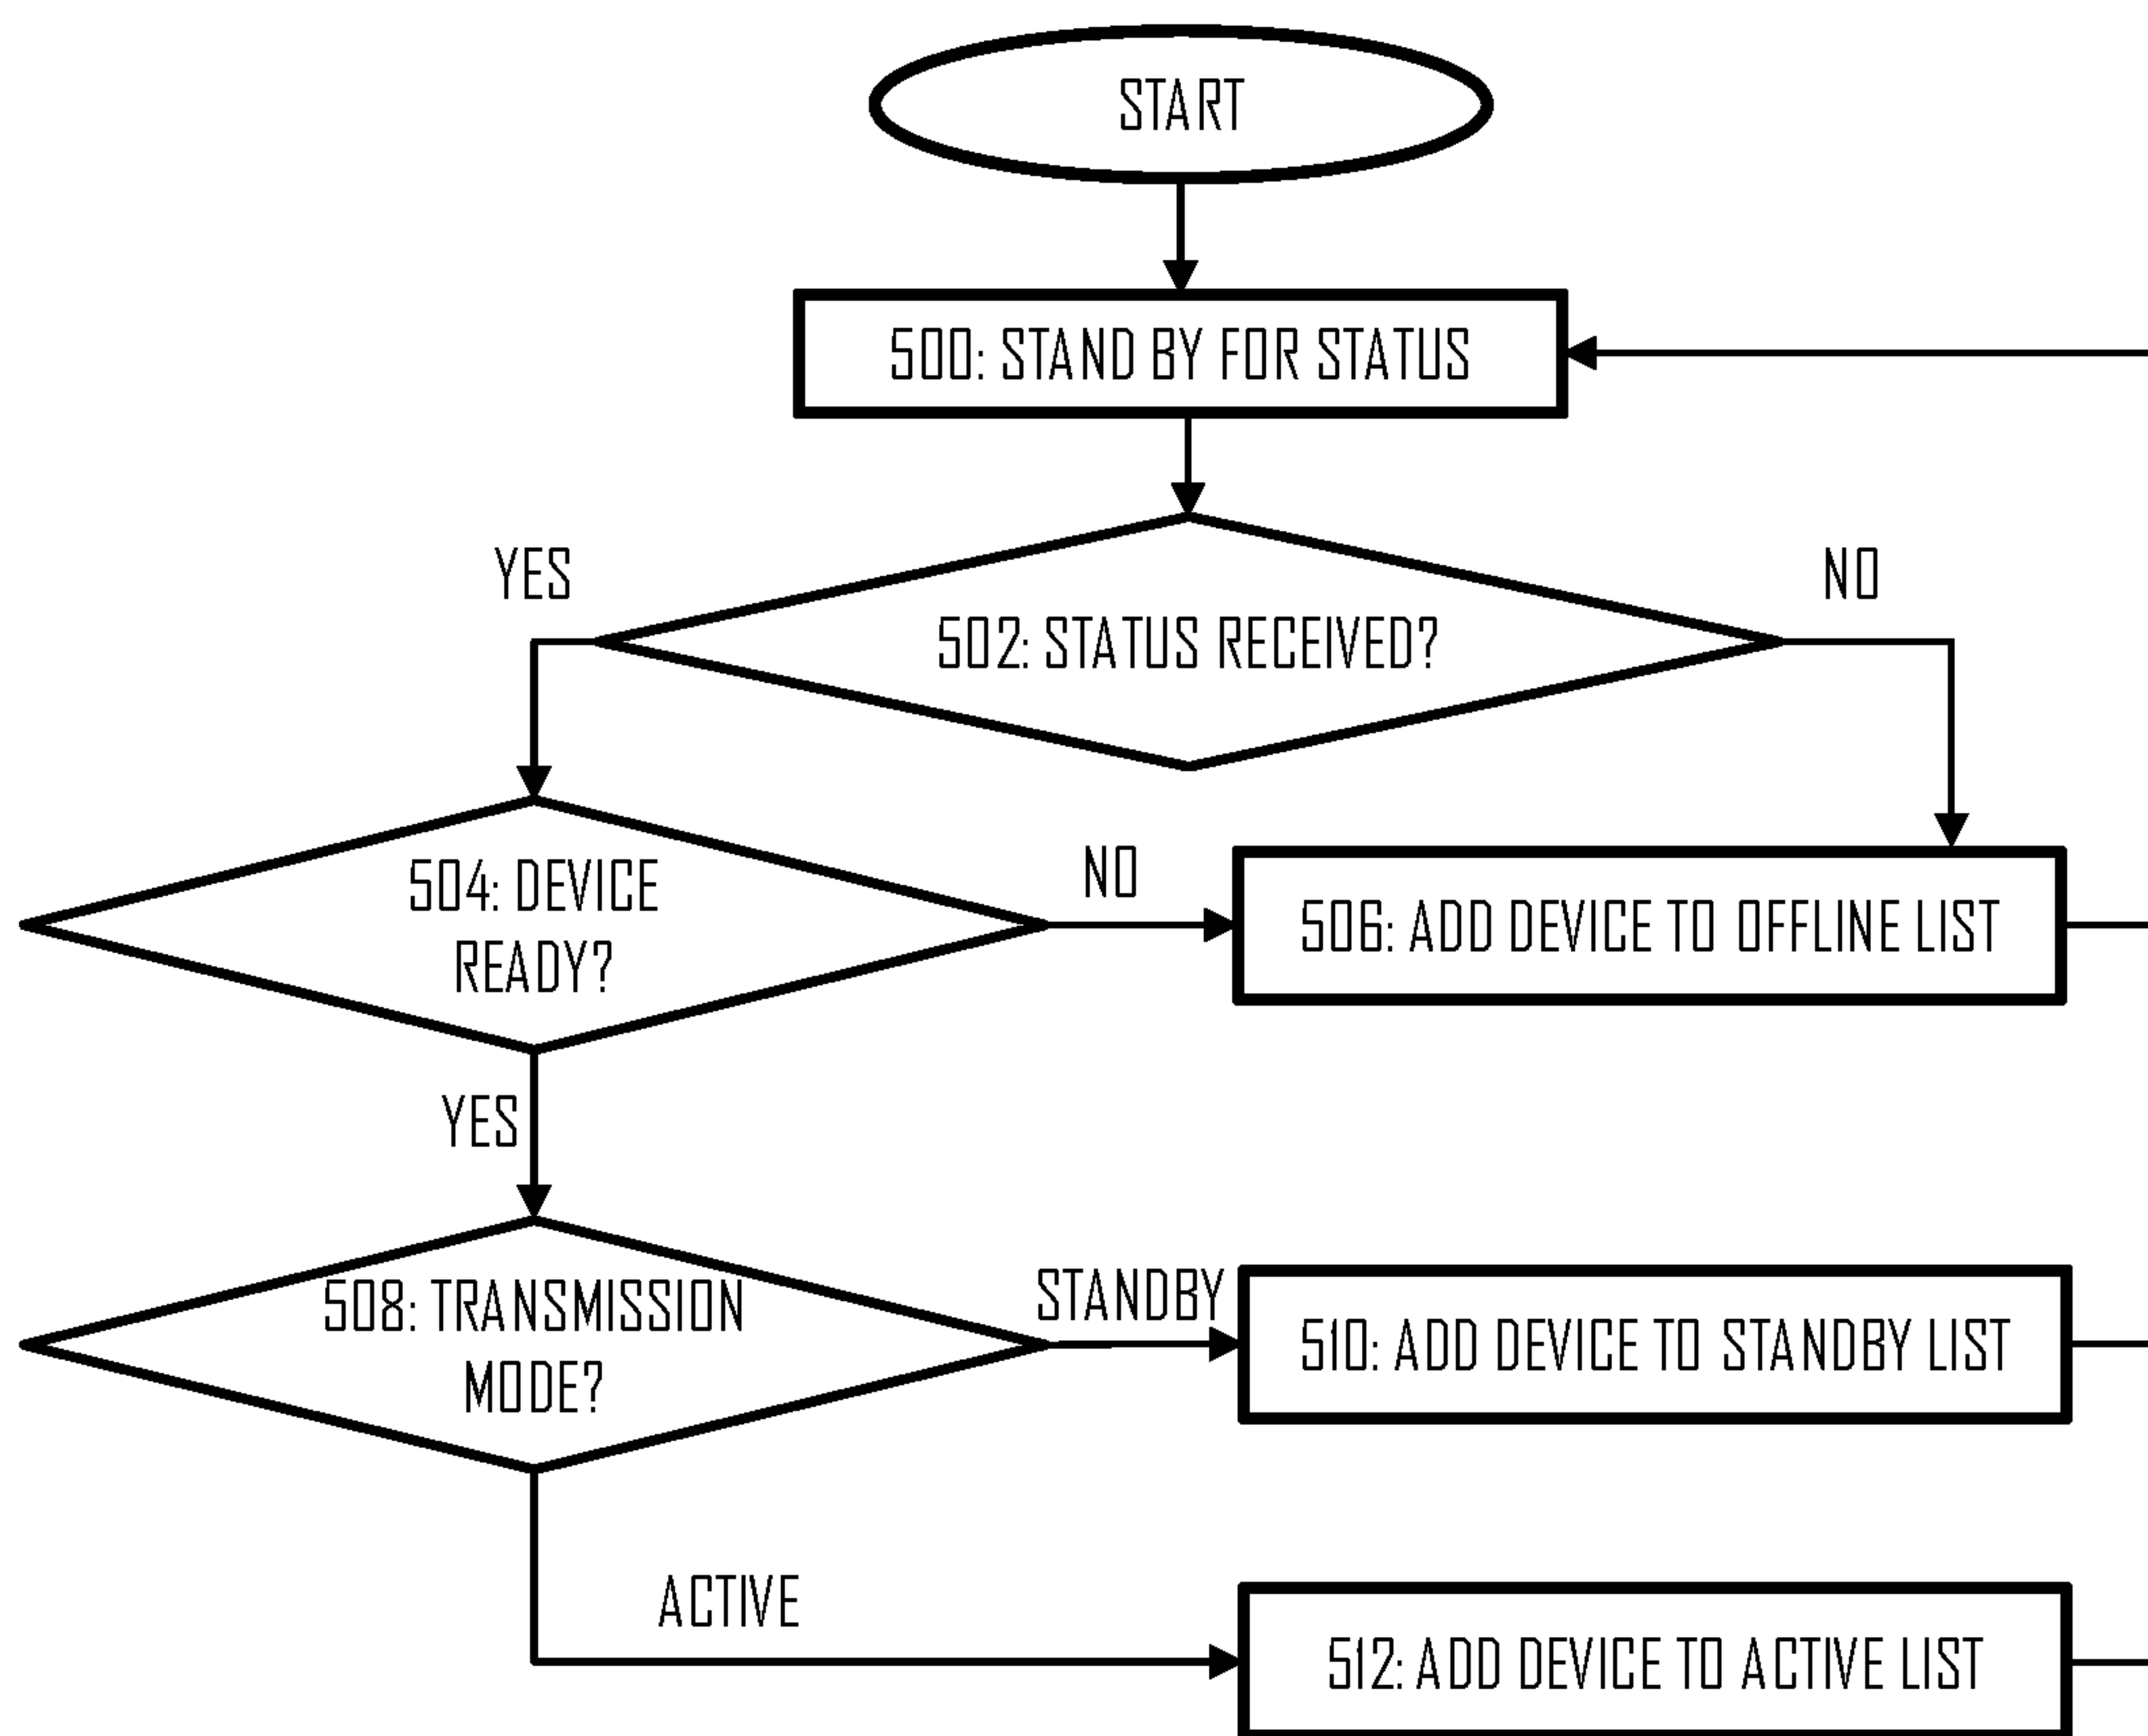 START
500: STAND BY FOR STATUS
YES
NO
502: STATUS RECEIVED?
504: DEVICE
READY?
NO
506: ADD DEVICE TO OFFLINE LIST
YES
508: TRANSMISSION
MODE?
STANDBY
510: ADD DEVICE TO STANDBY LIST
ACTIVE
512: ADD DEVICE TO ACTIVE LIST